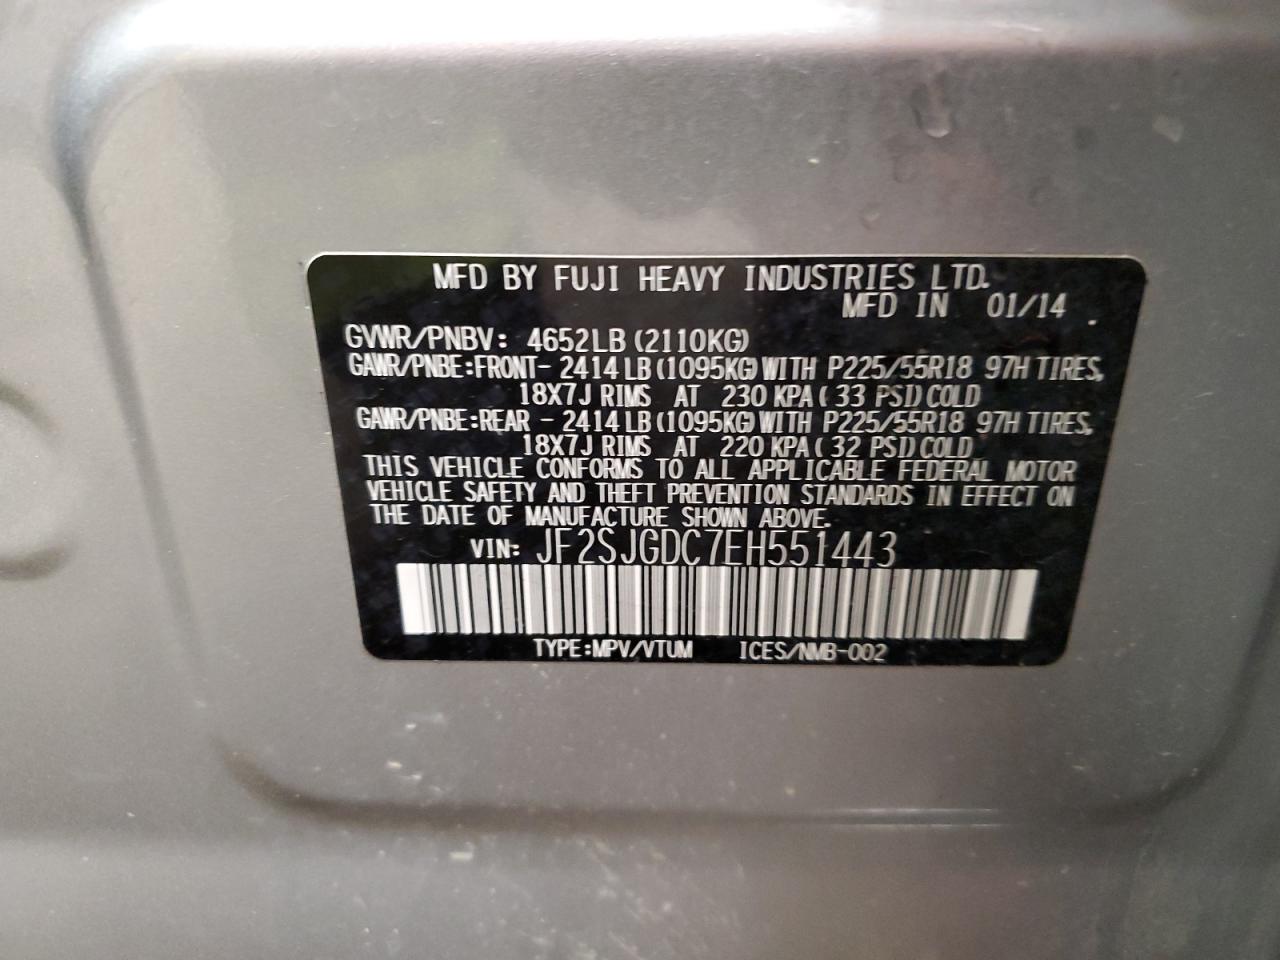 MFD BY FUJI HEAVY INDUSTRIES LTD.
MFD IN 01/14 .
GVWR/PNBV: 4652LB (2110KG)
GAWR/PNBE:FRONT- 2414 LB (1095KG) WITH P225/55R18 97H TIRES,
18X7J RIMS AT 230 KPA ( 33 PSI) COLD
GAWR/PNBE:REAR - 2414 LB (1095KG) WITH P225/55R18 97H TIRES,
18X7J RIMS AT 220 KPA ( 32 PSI) COLD
THIS VEHICLE CONFORMS TO ALL APPLICABLE FEDERAL MOTOR
VEHICLE SAFETY AND THEFT PREVENTION STANDARDS IN EFFECT ON
THE DATE OF MANUFACTURE SHOWN ABOVE.
VIN: JF2SJGDC7EH551443
TYPE:MPV/VTUM ICES/NMB-002